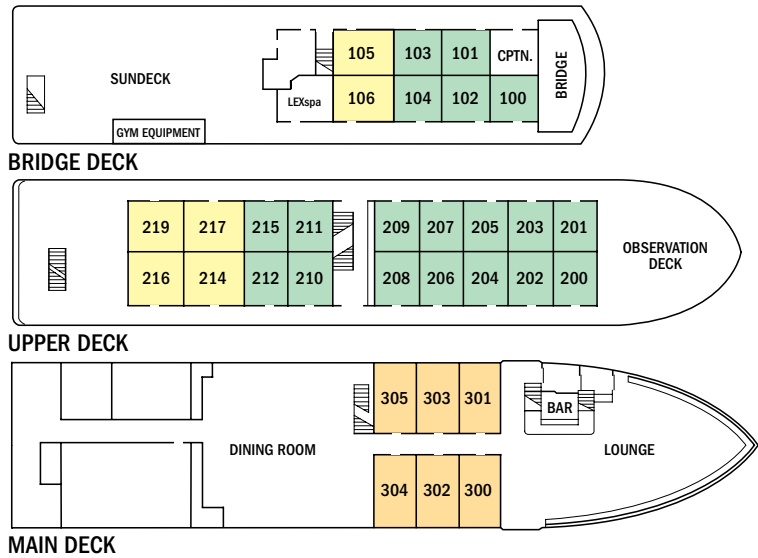 105 103 101 CPTN.
SUNDECK BRIDGE
LEXspa 106 104 102 100
GYM EQUIPMENT
BRIDGE DECK
219 217 215 211 209 207 205 203 201
OBSERVATION
DECK
216 214 212 210 208 206 204 202 200
UPPER DECK
305 303 301
BAR
DINING ROOM LOUNGE
304 302 300
MAIN DECK